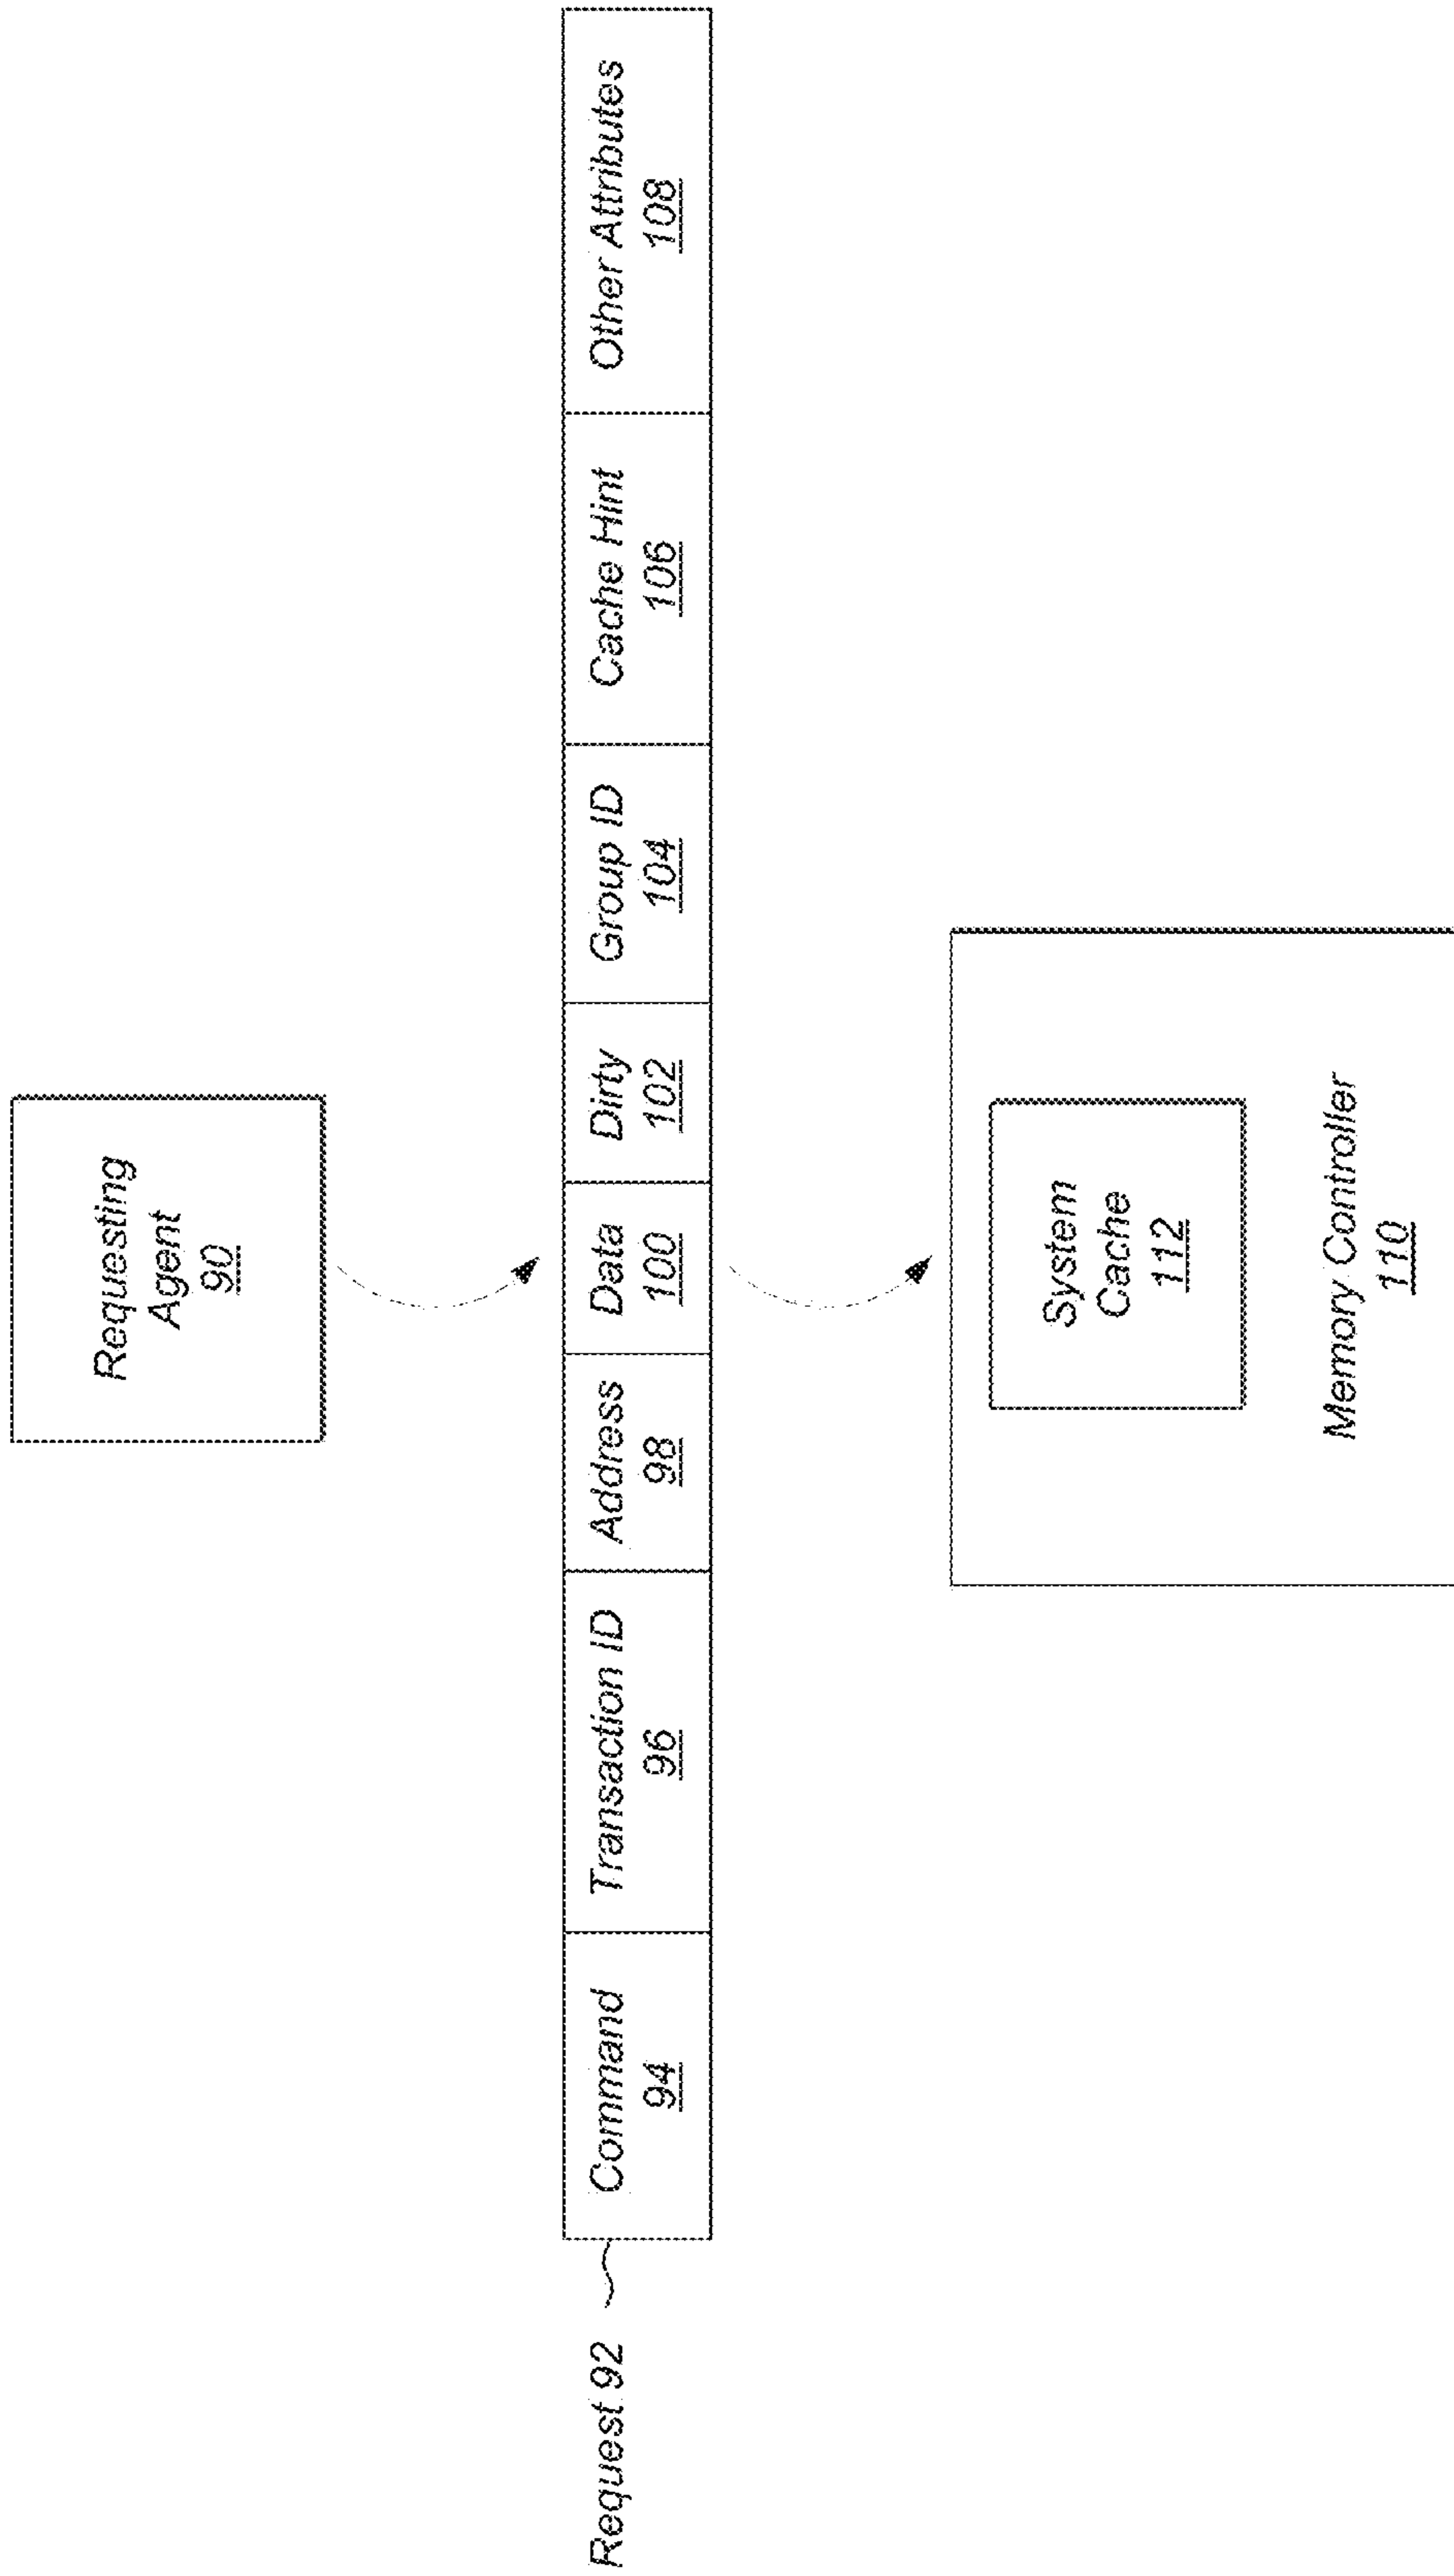 Requesting
Agent
90
Request 92
Command
94
Transaction ID
96
Address
98
Data
100
Dirty
102
Group ID
104
Cache Hint
106
Other Attributes
108
System
Cache
112
Memory Controller
110